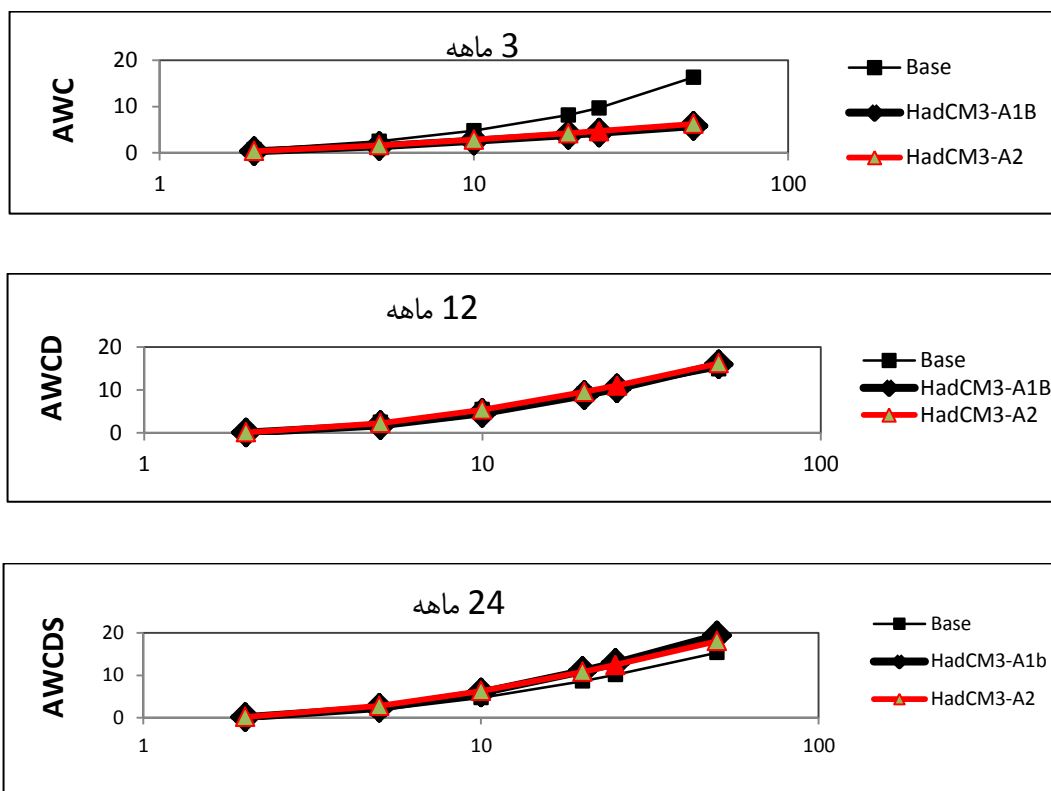 3 ماهه
AWC
20
10
0
1
10
100
Base
HadCM3-A1B
HadCM3-A2
12 ماهه
AWCD
20
10
0
1
10
100
Base
HadCM3-A1B
HadCM3-A2
24 ماهه
AWCDS
20
10
0
1
10
100
Base
HadCM3-A1b
HadCM3-A2